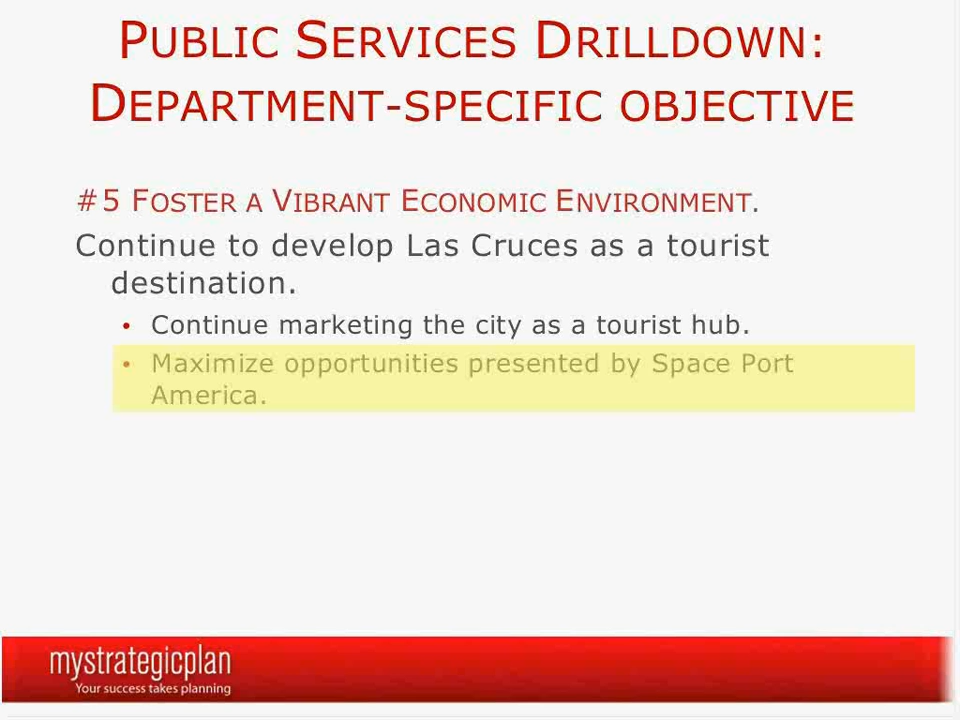 PUBLIC SERVICES DRILLDOWN:
DEPARTMENT-SPECIFIC OBJECTIVE
#5 FOSTER A VIBRANT ECONOMIC ENVIRONMENT.
Continue to develop Las Cruces as a tourist
destination.
• Continue marketing the city as a tourist hub.
• Maximize opportunities presented by Space Port
America.
mystrategicplan
Your success takes planning